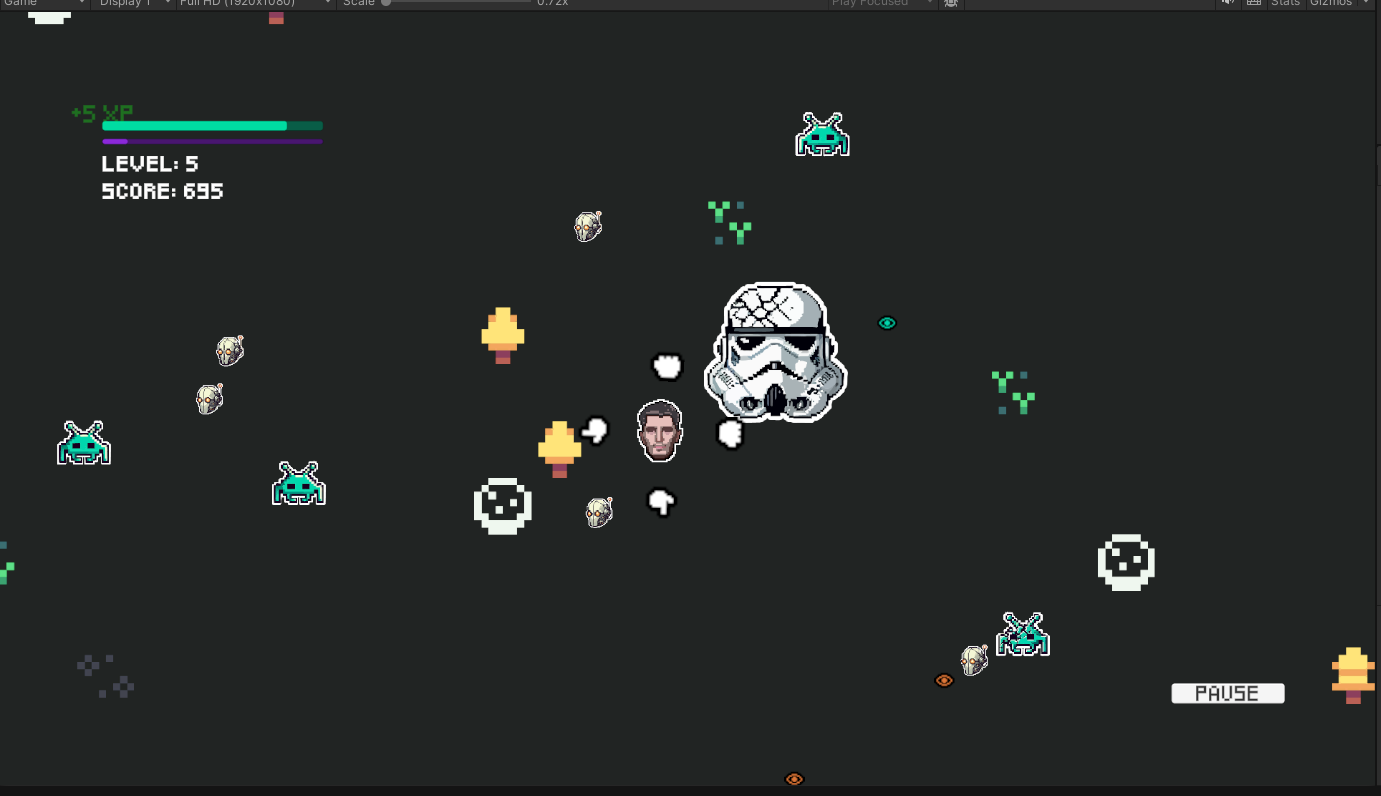 Game Display 1 Full HD (1920x1080) Scale 0.72x Play Focused Stats Gizmos
+5 XP
LEVEL: 5
SCORE: 695
PAUSE